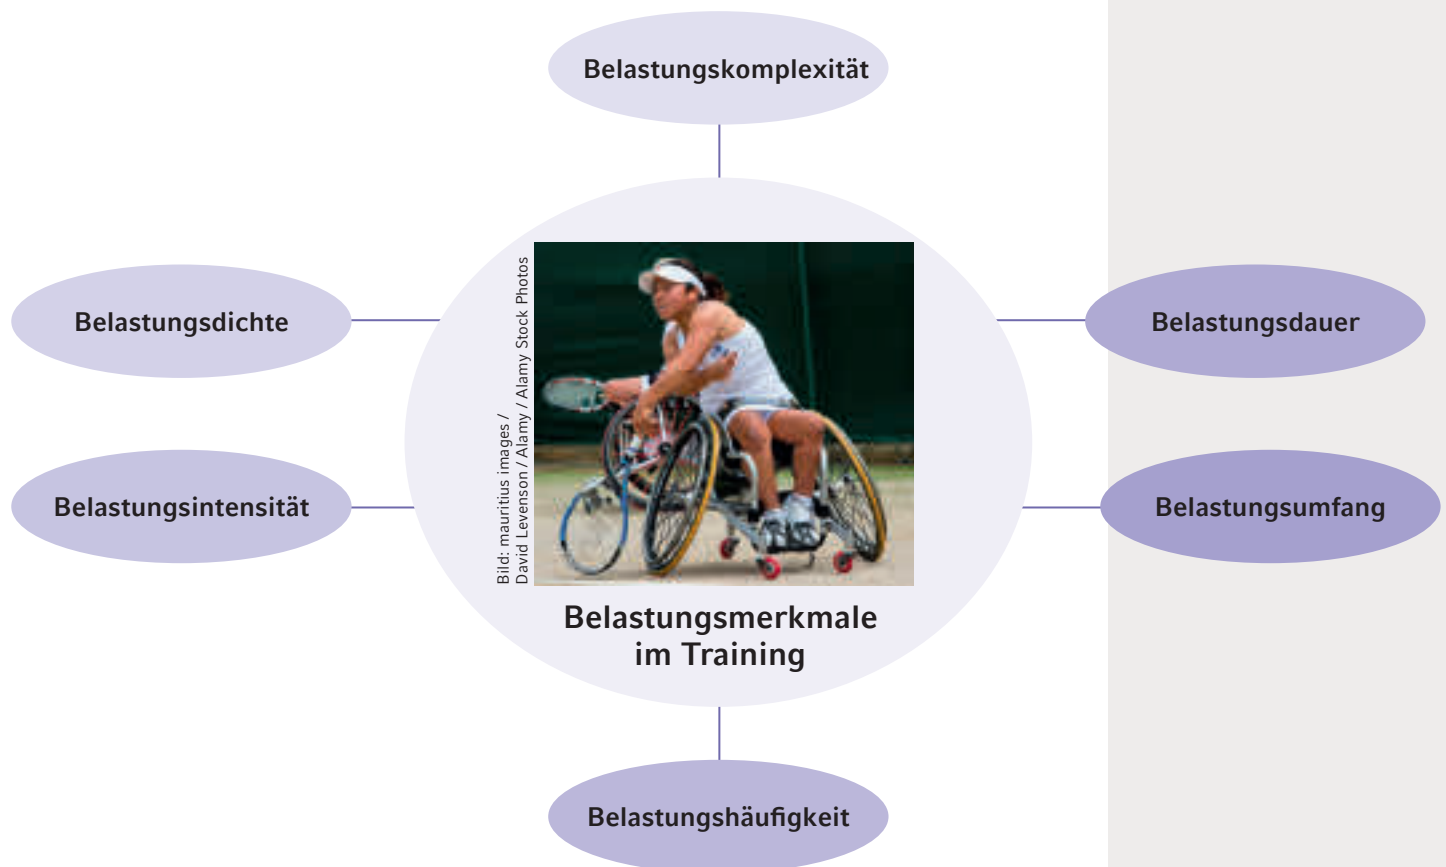 Belastungskomplexität
Belastungsdichte
Belastungsdauer
Belastungsintensität
Belastungsumfang
Bild: mauritius images /
David Levenson / Alamy / Alamy Stock Photos
Belastungsmerkmale
im Training
Belastungshäufigkeit